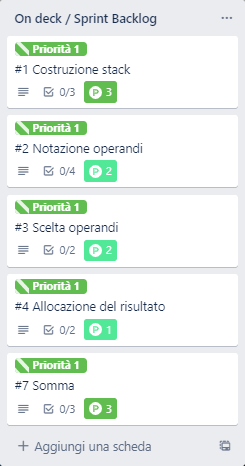 On deck / Sprint Backlog
Priorità 1
#1 Costruzione stack
0/3 P 3
Priorità 1
#2 Notazione operandi
0/4 P 2
Priorità 1
#3 Scelta operandi
0/2 P 2
Priorità 1
#4 Allocazione del risultato
0/2 P 1
Priorità 1
#7 Somma
0/3 P 3
+ Aggiungi una scheda